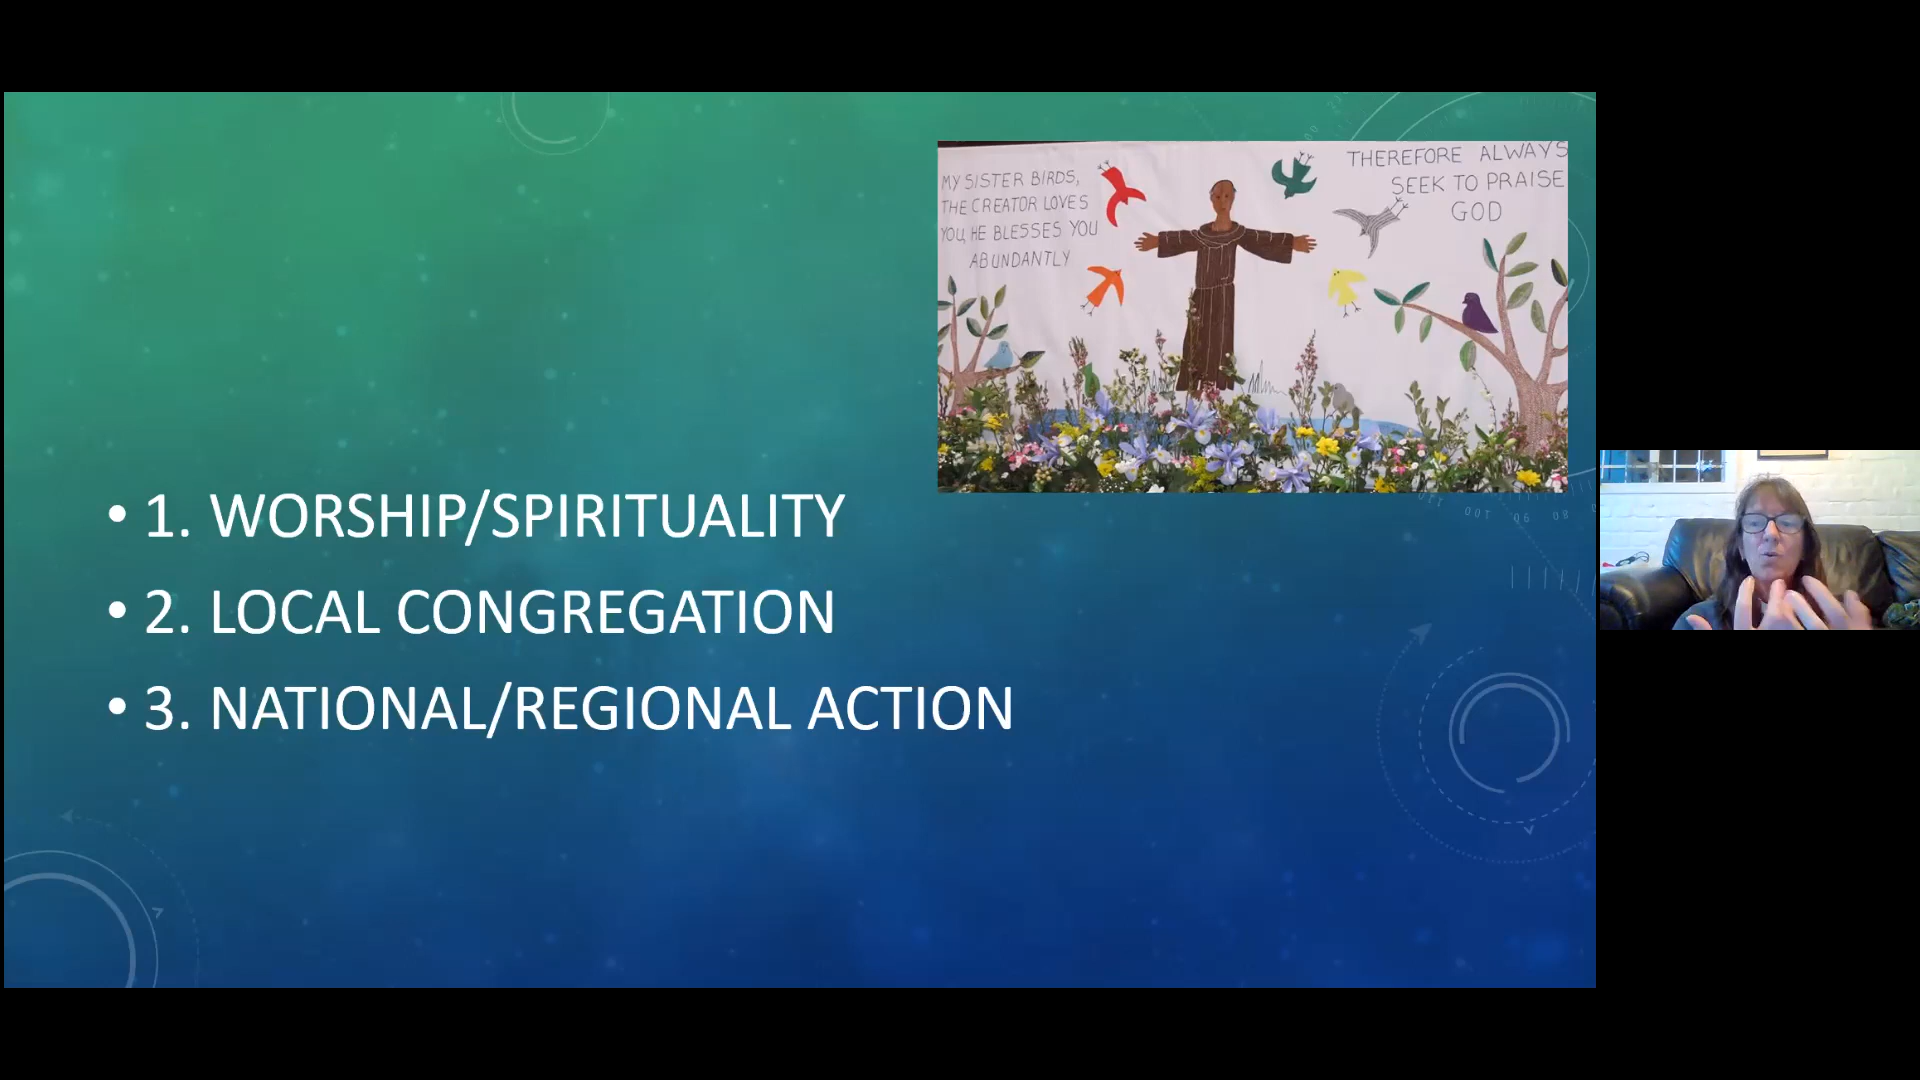 MY SISTER BIRDS,
THE CREATOR LOVES
YOU, HE BLESSES YOU
ABUNDANTLY
THEREFORE ALWAYS
SEEK TO PRAISE
GOD
• 1. WORSHIP/SPIRITUALITY
• 2. LOCAL CONGREGATION
• 3. NATIONAL/REGIONAL ACTION